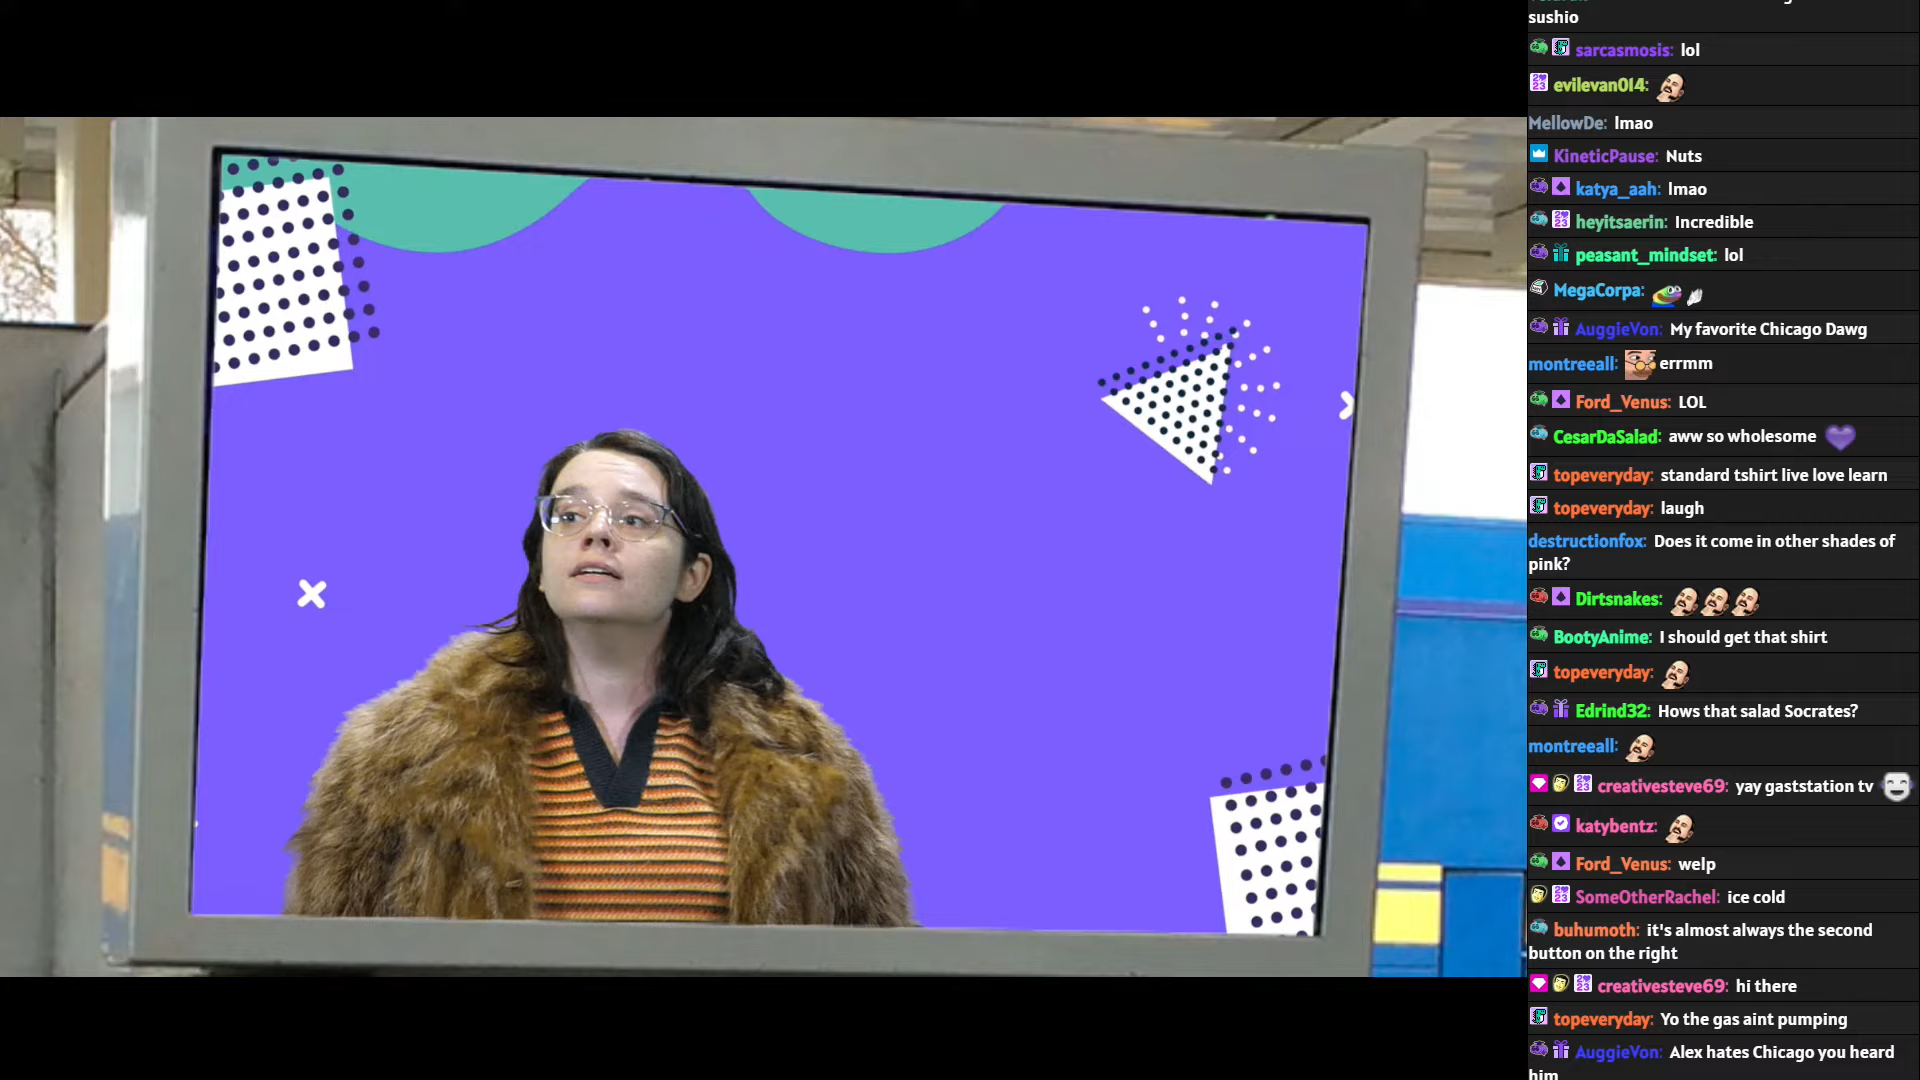 sushio
sarcasmosis: lol
evilevan014:
MellowDe: lmao
KineticPause: Nuts
katya_aah: lmao
heyitsaerin: Incredible
peasant_mindset: lol
MegaCorpa:
AuggieVon: My favorite Chicago Dawg
montreeall: errmm
Ford_Venus: LOL
CesarDaSalad: aww so wholesome
topeveryday: standard tshirt live love learn
topeveryday: laugh
destructionfox: Does it come in other shades of
pink?
Dirtsnakes:
BootyAnime: I should get that shirt
topeveryday:
Edrind32: Hows that salad Socrates?
montreeall:
creativesteve69: yay gaststation tv
katybentz:
Ford_Venus: welp
SomeOtherRachel: ice cold
buhumoth: it's almost always the second
button on the right
creativesteve69: hi there
topeveryday: Yo the gas aint pumping
AuggieVon: Alex hates Chicago you heard
him